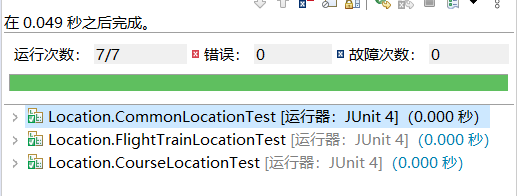 在 0.049 秒之后完成。
运行次数： 7/7 错误： 0 故障次数： 0
Location.CommonLocationTest [运行器：JUnit 4]（0.000 秒）
Location.FlightTrainLocationTest [运行器：JUnit 4]（0.000 秒）
Location.CourseLocationTest [运行器：JUnit 4]（0.000 秒）